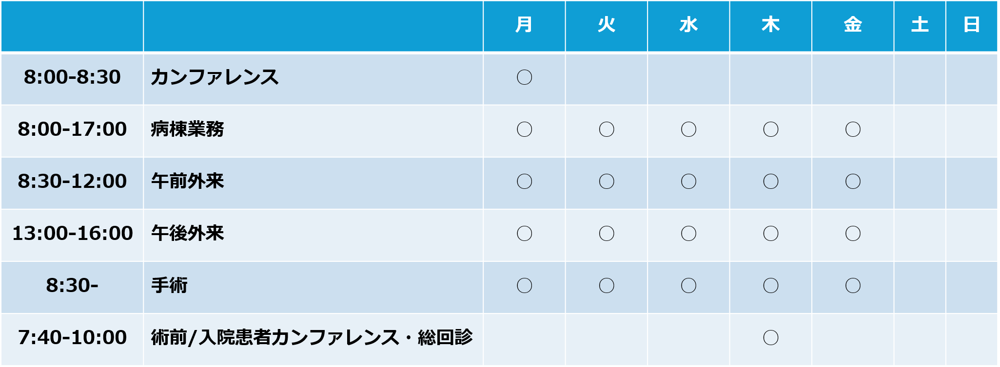 月 火 水 木 金 土 日
8:00-8:30 カンファレンス ○
8:00-17:00 病棟業務 ○ ○ ○ ○ ○
8:30-12:00 午前外来 ○ ○ ○ ○ ○
13:00-16:00 午後外来 ○ ○ ○ ○ ○
8:30- 手術 ○ ○ ○ ○ ○
7:40-10:00 術前/入院患者カンファレンス・総回診 ○